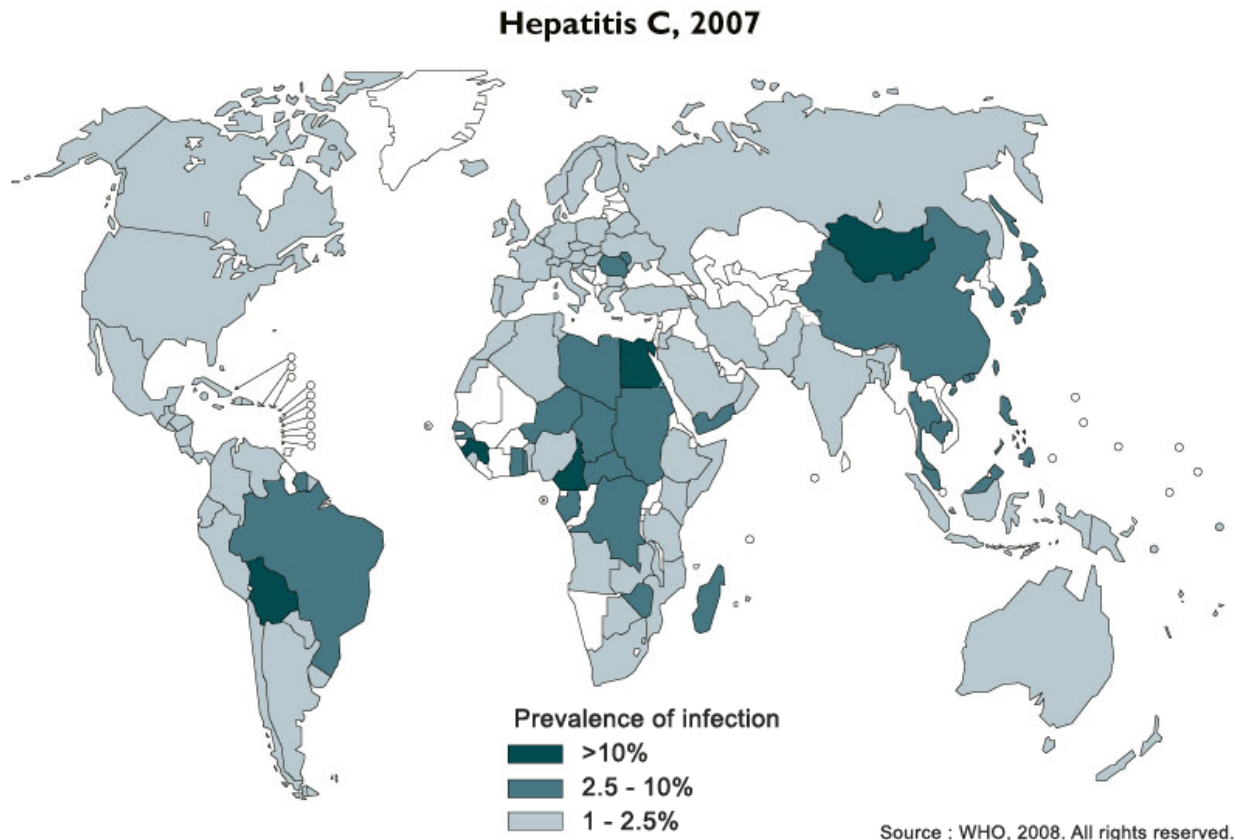 Hepatitis C, 2007
Prevalence of infection
>10%
2.5 - 10%
1 - 2.5%
Source : WHO, 2008. All rights reserved.